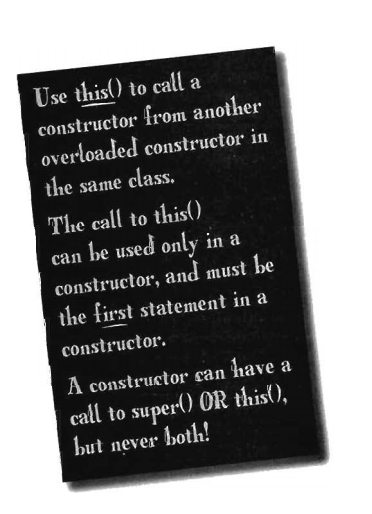 Use this() to call a
constructor from another
overloaded constructor in
the same class.
The call to this()
can be used only in a
constructor, and must be
the first statement in a
constructor.
A constructor can have a
call to super() OR this(),
but never both!